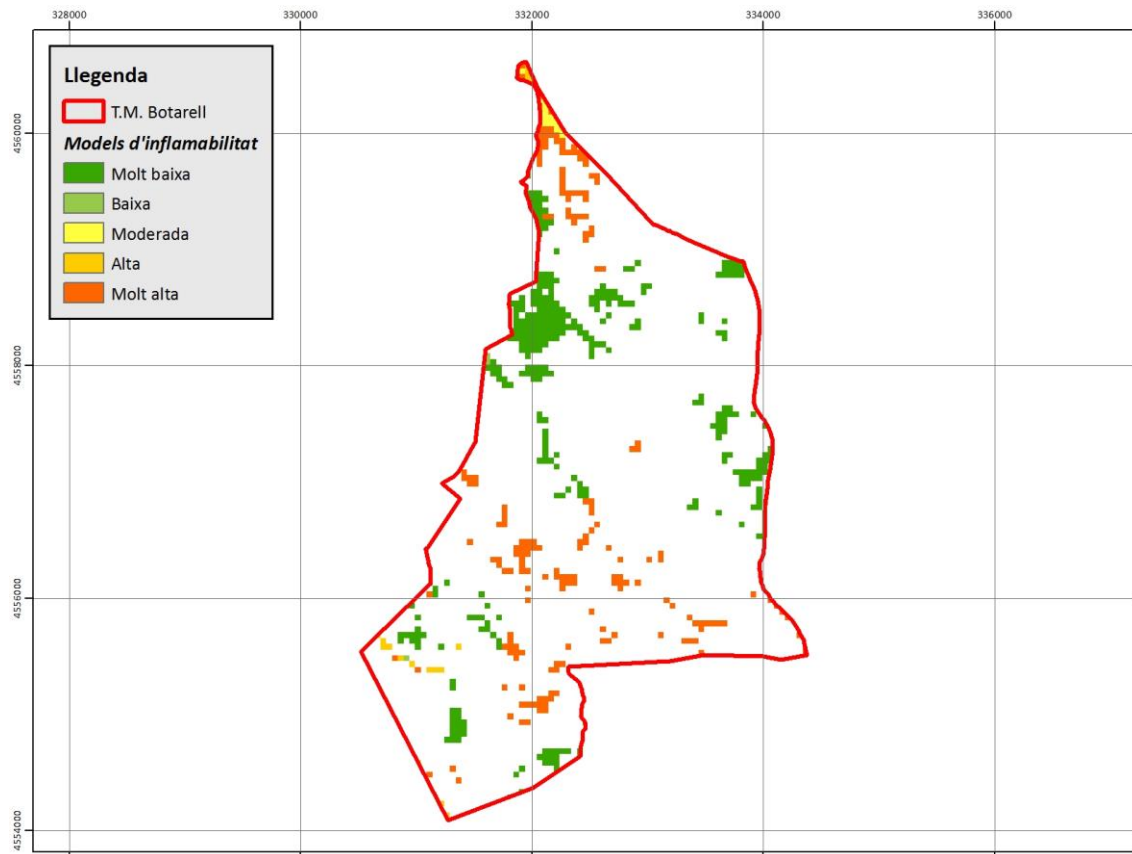 328000 330000 332000 334000 336000
Llegenda
T.M. Botarell
Models d'inflamabilitat
Molt baixa
Baixa
Moderada
Alta
Molt alta
4560000
4558000
4556000
4554000